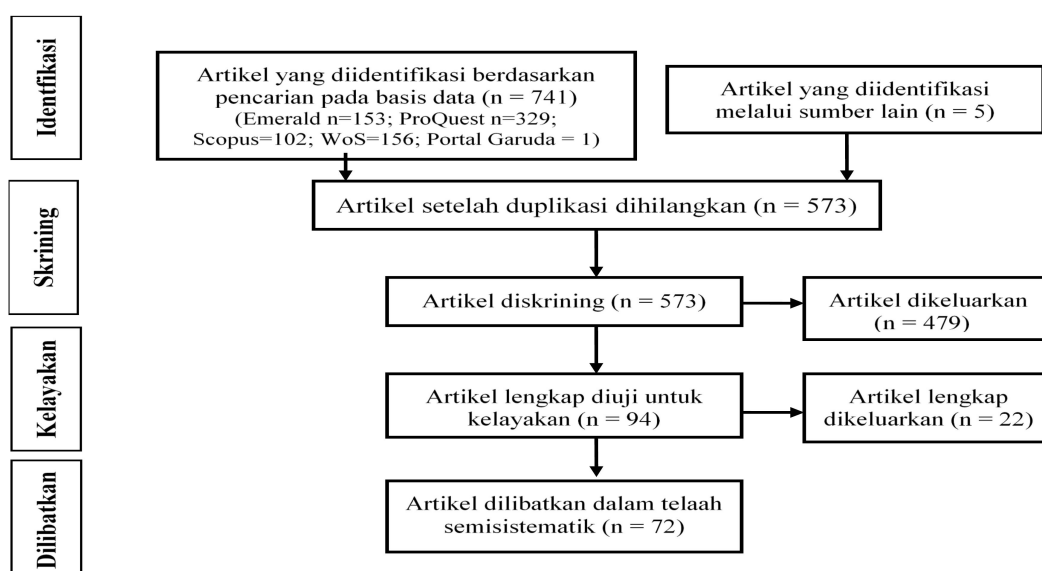 Identfikasi
Artikel yang diidentifikasi berdasarkan
pencarian pada basis data (n = 741)
(Emerald n=153; ProQuest n=329;
Scopus=102; WoS=156; Portal Garuda = 1)
Artikel yang diidentifikasi
melalui sumber lain (n = 5)
Skrining
Artikel setelah duplikasi dihilangkan (n = 573)
Artikel diskrining (n = 573)
Artikel dikeluarkan
(n = 479)
Kelayakan
Artikel lengkap diuji untuk
kelayakan (n = 94)
Artikel lengkap
dikeluarkan (n = 22)
Dilibatkan
Artikel dilibatkan dalam telaah
semisistematik (n = 72)